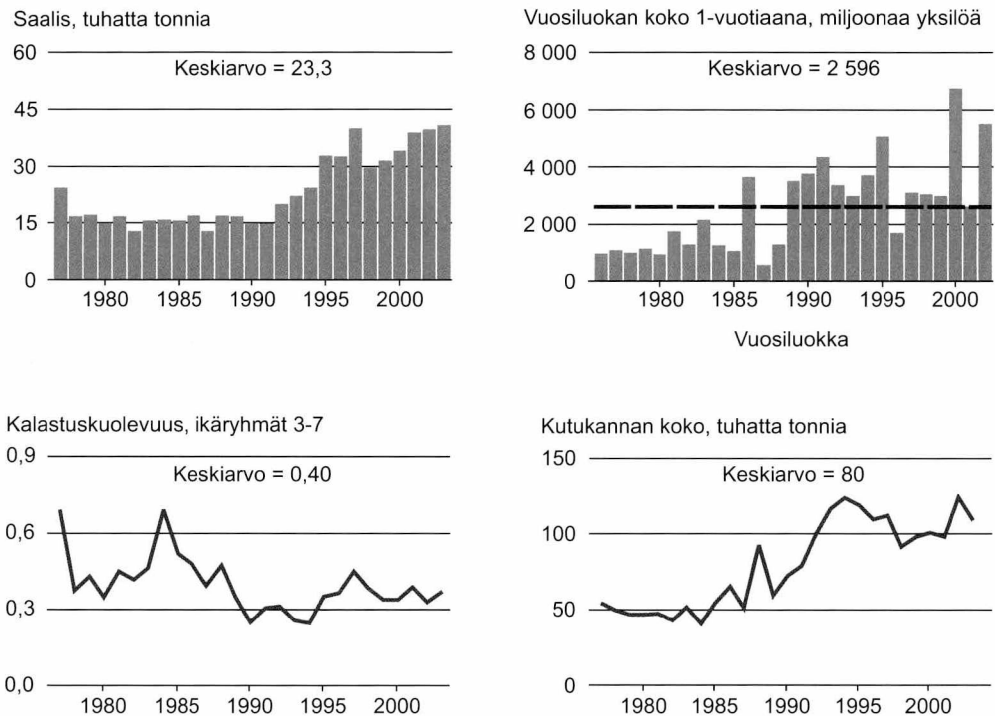 Saalis, tuhatta tonnia
60
Keskiarvo = 23,3
45
30
15
0
1980 1985 1990 1995 2000
Vuosiluokan koko 1-vuotiaana, miljoonaa yksilöä
8 000
Keskiarvo = 2 596
6 000
4 000
2 000
0
1980 1985 1990 1995 2000
Vuosiluokka
Kalastuskuolevuus, ikäryhmät 3-7
0,9
Keskiarvo = 0,40
0,6
0,3
0,0
1980 1985 1990 1995 2000
Kutukannan koko, tuhatta tonnia
150
Keskiarvo = 80
100
50
0
1980 1985 1990 1995 2000